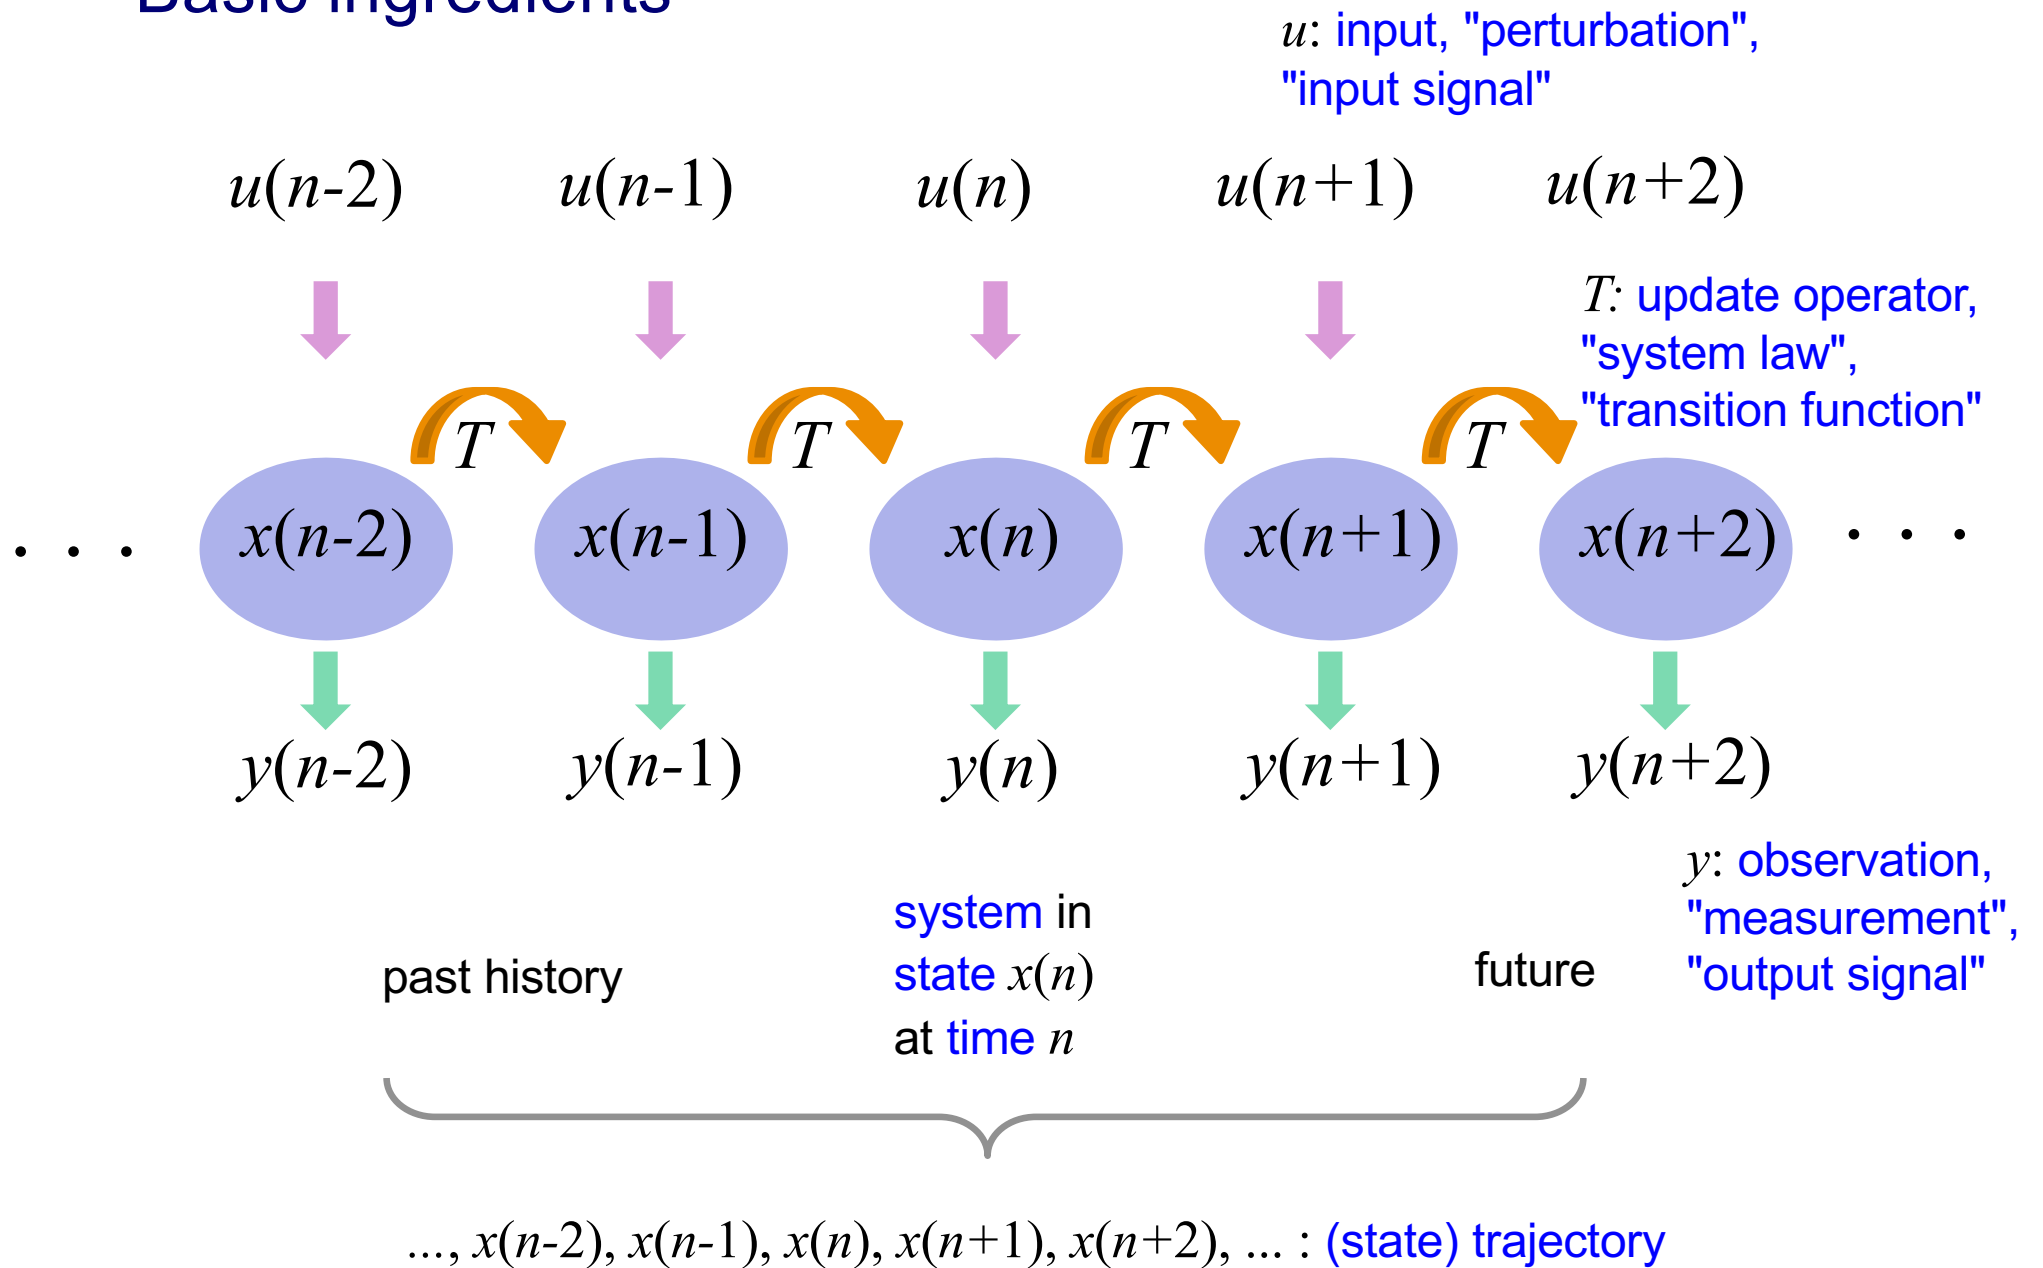 Basic ingredients
u: input, "perturbation",
"input signal"
u(n-2) u(n-1) u(n) u(n+1) u(n+2)
T: update operator,
"system law",
"transition function"
T T T T
. . . x(n-2) x(n-1) x(n) x(n+1) x(n+2) . . .
y(n-2) y(n-1) y(n) y(n+1) y(n+2)
y: observation,
"measurement",
"output signal"
past history
system in
state x(n)
at time n
future
..., x(n-2), x(n-1), x(n), x(n+1), x(n+2), ... : (state) trajectory